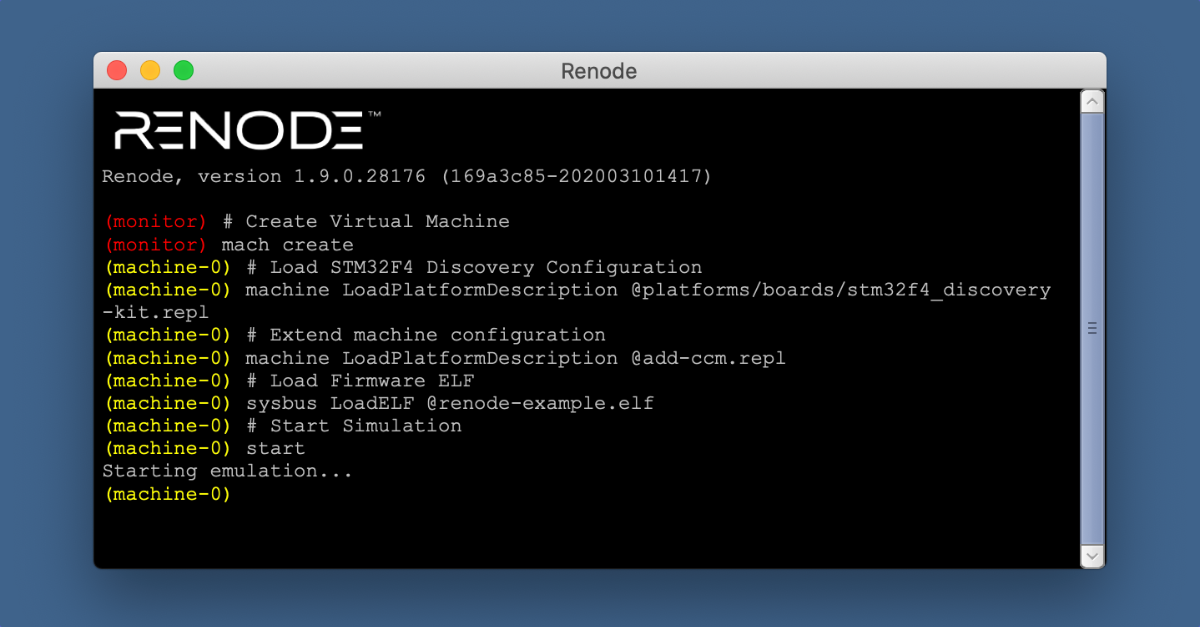 Renode
RENODE™
Renode, version 1.9.0.28176 (169a3c85-202003101417)
(monitor) # Create Virtual Machine
(monitor) mach create
(machine-0) # Load STM32F4 Discovery Configuration
(machine-0) machine LoadPlatformDescription @platforms/boards/stm32f4_discovery
-kit.repl
(machine-0) # Extend machine configuration
(machine-0) machine LoadPlatformDescription @add-ccm.repl
(machine-0) # Load Firmware ELF
(machine-0) sysbus LoadELF @renode-example.elf
(machine-0) # Start Simulation
(machine-0) start
Starting emulation...
(machine-0)